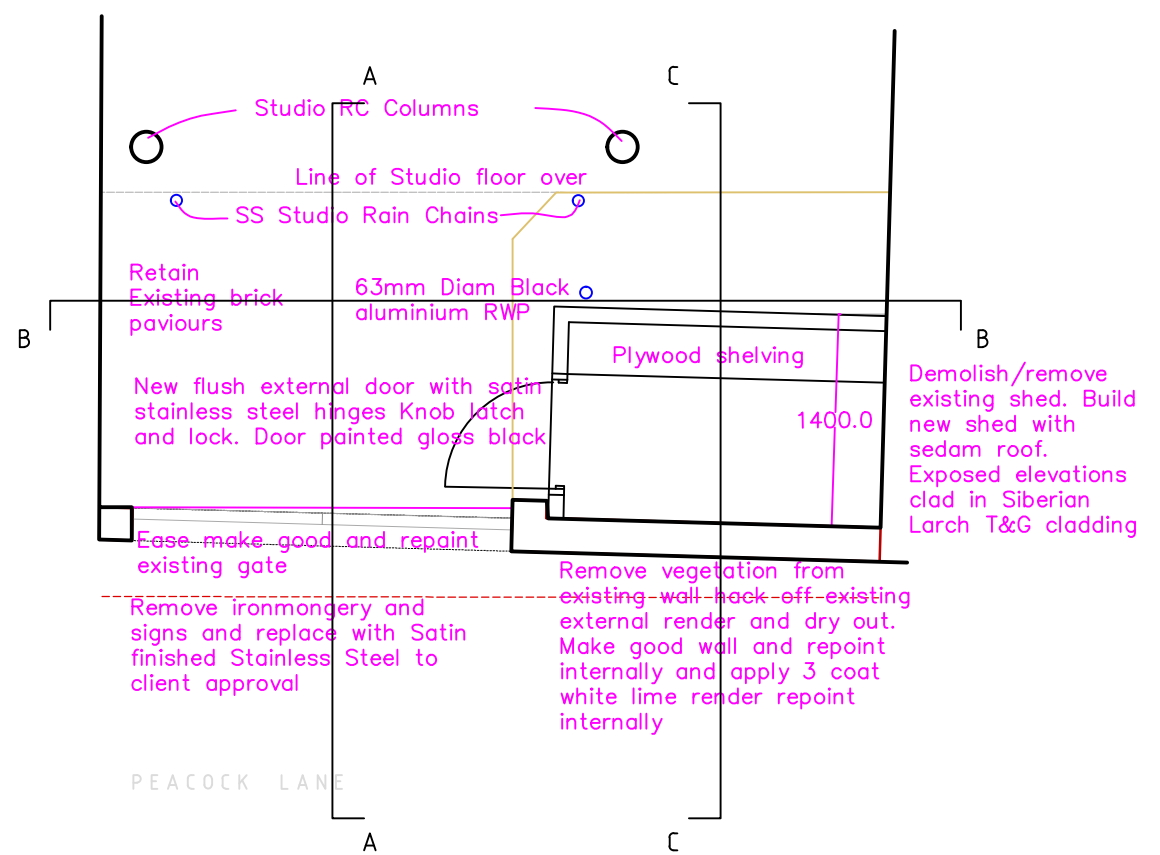 A
C
Studio RC Columns
Line of Studio floor over
SS Studio Rain Chains
Retain
Existing brick
paviours
63mm Diam Black
aluminium RWP
B
B
Plywood shelving
New flush external door with satin
stainless steel hinges Knob latch
and lock. Door painted gloss black
1400.0
Demolish/remove
existing shed. Build
new shed with
sedam roof.
Exposed elevations
clad in Siberian
Larch T&G cladding
Ease make good and repaint
existing gate
Remove ironmongery and
signs and replace with Satin
finished Stainless Steel to
client approval
Remove vegetation from
existing wall hack off existing
external render and dry out.
Make good wall and repoint
internally and apply 3 coat
white lime render repoint
internally
PEACOCK LANE
A
C